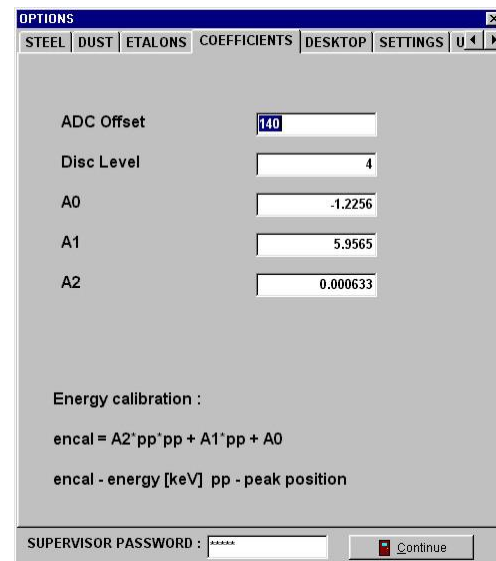 OPTIONS
STEEL DUST ETALONS COEFFICIENTS DESKTOP SETTINGS U
ADC Offset 140
Disc Level 4
A0 -1.2256
A1 5.9565
A2 0.000633
Energy calibration :
encal = A2*pp*pp + A1*pp + A0
encal - energy [keV] pp - peak position
SUPERVISOR PASSWORD : ***** Continue